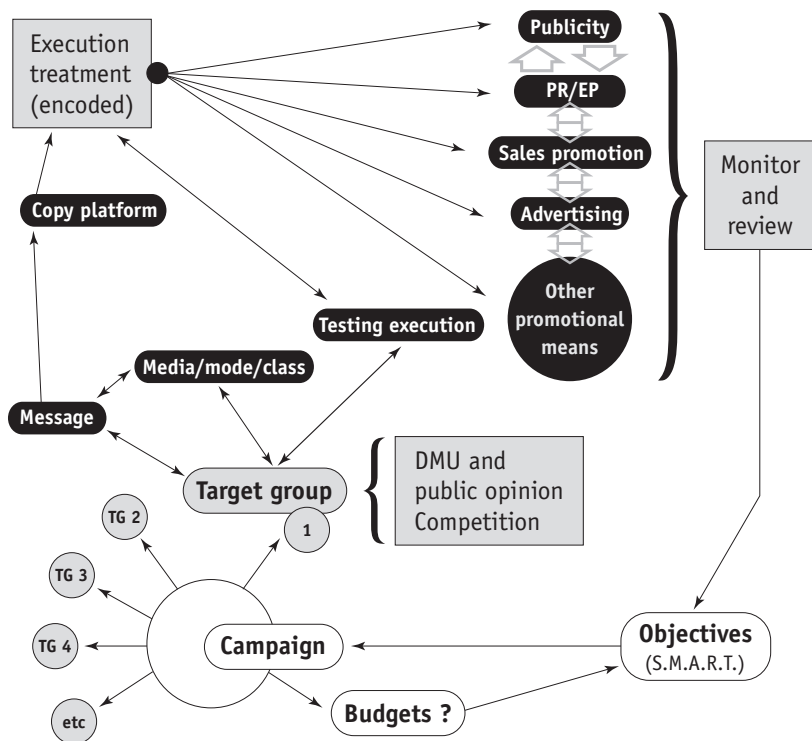 Execution
treatment
(encoded)
Publicity
PR/EP
Sales promotion
Advertising
Other
promotional
means
Monitor
and
review
Copy platform
Testing execution
Media/mode/class
Message
Target group
1
DMU and
public opinion
Competition
TG 2
TG 3
TG 4
etc
Campaign
Objectives
(S.M.A.R.T.)
Budgets ?